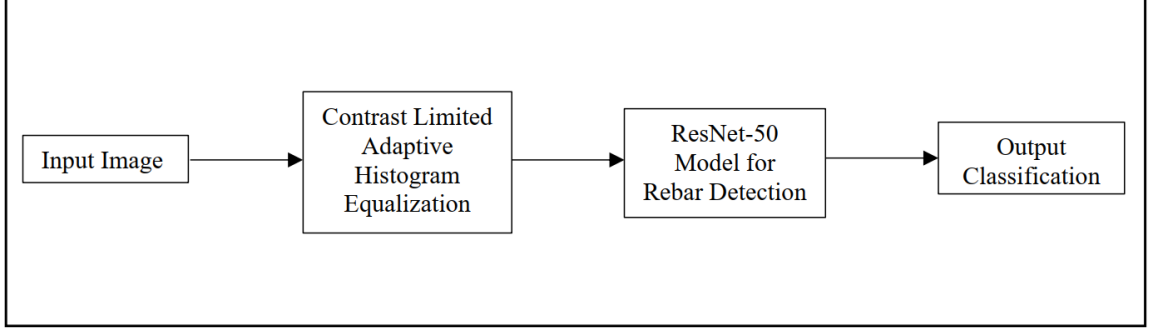 Input Image
Contrast Limited
Adaptive
Histogram
Equalization
ResNet-50
Model for
Rebar Detection
Output
Classification